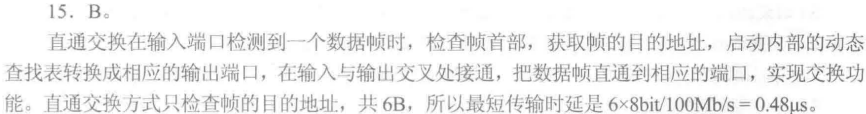 15．B。
直通交换在输入端口检测到一个数据帧时，检查帧首部，获取帧的目的地址，启动内部的动态
查找表转换成相应的输出端口，在输入与输出交叉处接通，把数据帧直通到相应的端口，实现交换功
能。直通交换方式只检查帧的目的地址，共 6B，所以最短传输时延是 6×8bit/100Mb/s = 0.48μs。